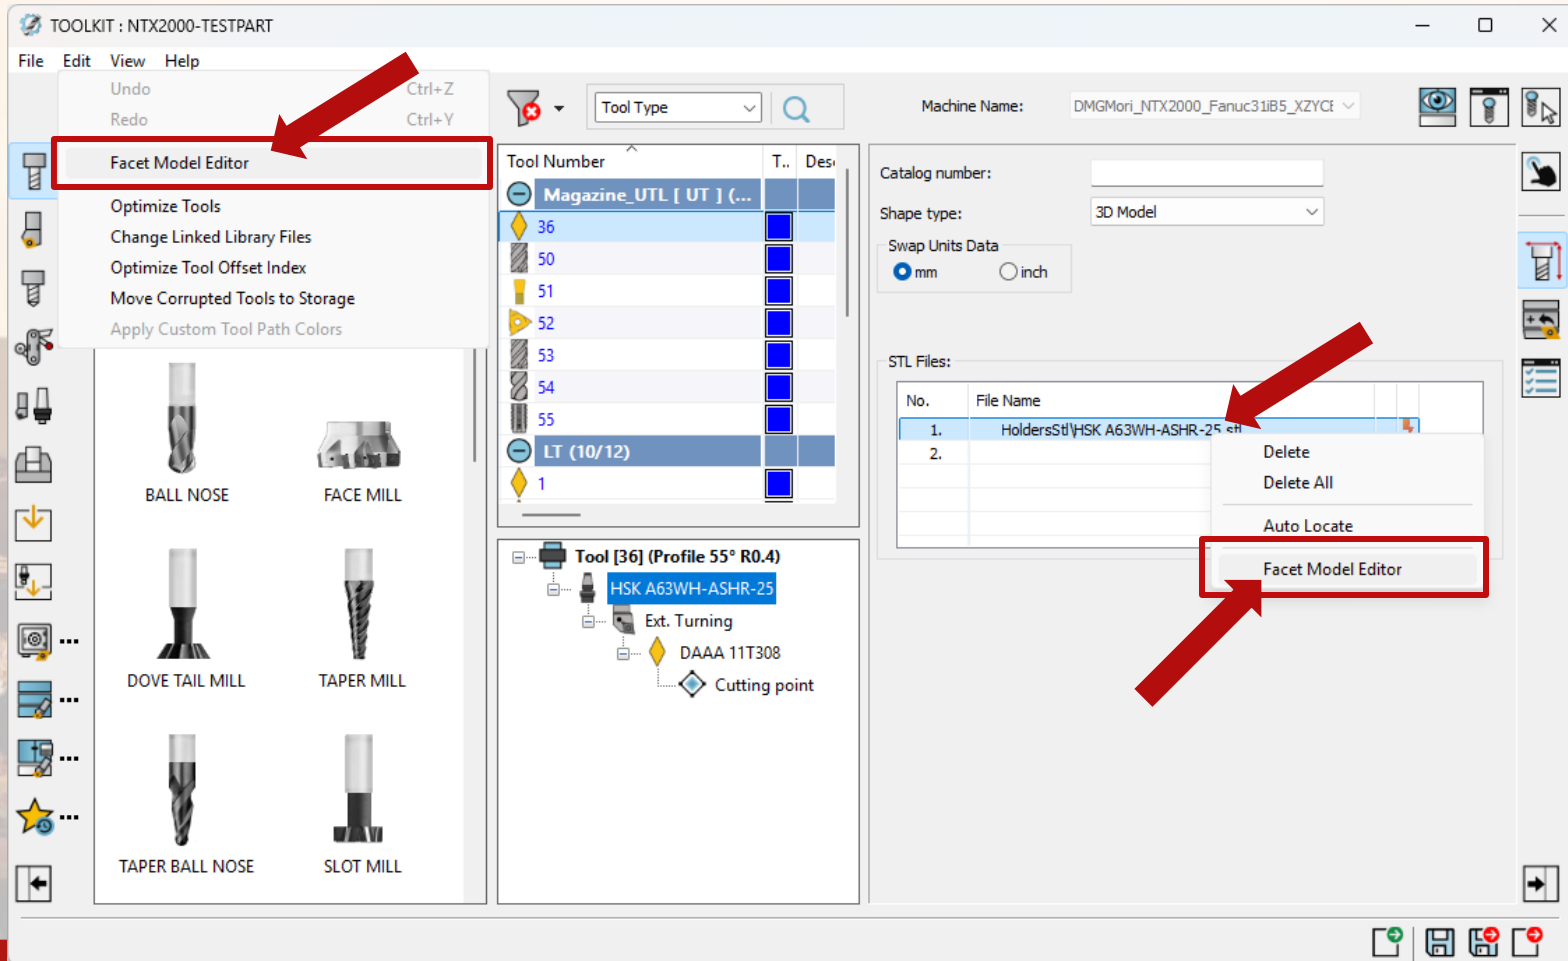 TOOLKIT : NTX2000-TESTPART
File Edit View Help
Undo Ctrl+Z
Redo Ctrl+Y
Facet Model Editor
Optimize Tools
Change Linked Library Files
Optimize Tool Offset Index
Move Corrupted Tools to Storage
Apply Custom Tool Path Colors
BALL NOSE
FACE MILL
DOVE TAIL MILL
TAPER MILL
TAPER BALL NOSE
SLOT MILL
Tool Type
Tool Number T.. Des
Magazine_UTL [ UT ] (...
36
50
51
52
53
54
55
LT (10/12)
1
Tool [36] (Profile 55° R0.4)
HSK A63WH-ASHR-25
Ext. Turning
DAAA 11T308
Cutting point
Machine Name: DMGMori_NTX2000_Fanuc31iB5_XZYCE
Catalog number:
Shape type: 3D Model
Swap Units Data
mm inch
STL Files:
No. File Name
1. HoldersStl\HSK A63WH-ASHR-25.stl
2.
Delete
Delete All
Auto Locate
Facet Model Editor